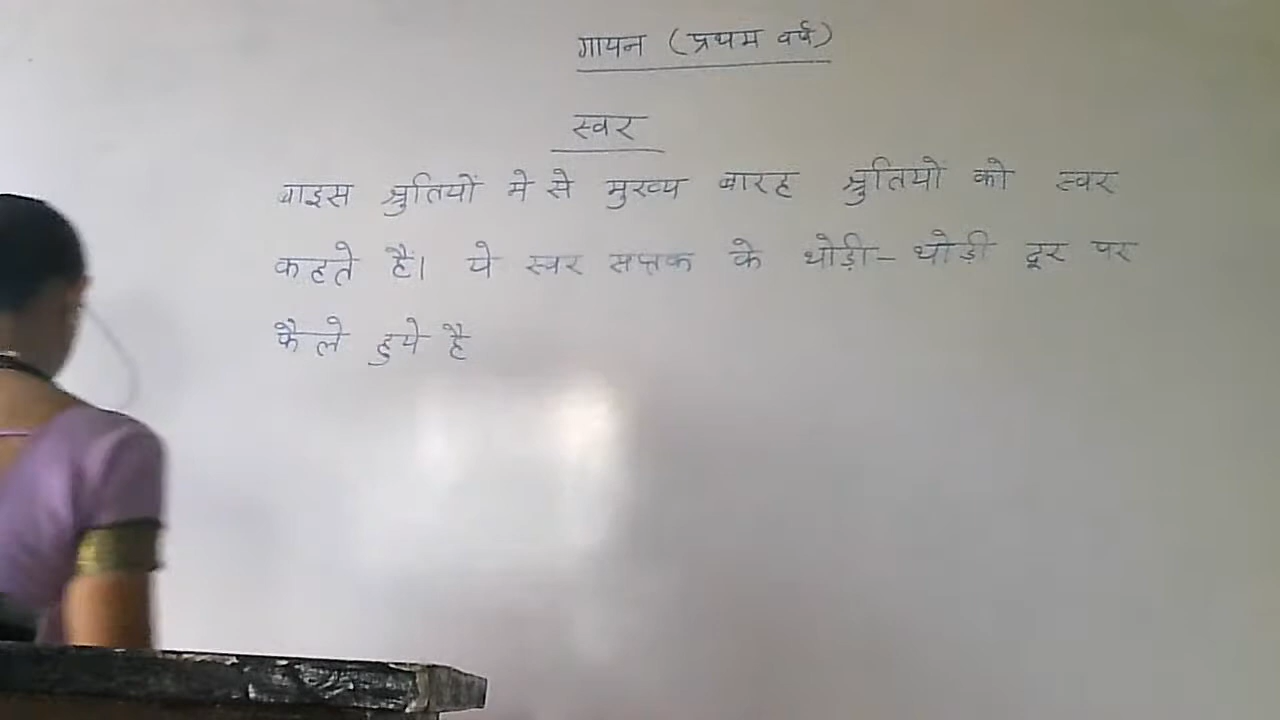 गायन (प्रथम वर्ष)
स्वर
बाइस श्रुतियों मे से मुख्य बारह श्रुतियों को स्वर
कहते हैं। ये स्वर सप्तक के थोड़ी-थोड़ी दूर पर
फैले हुये है